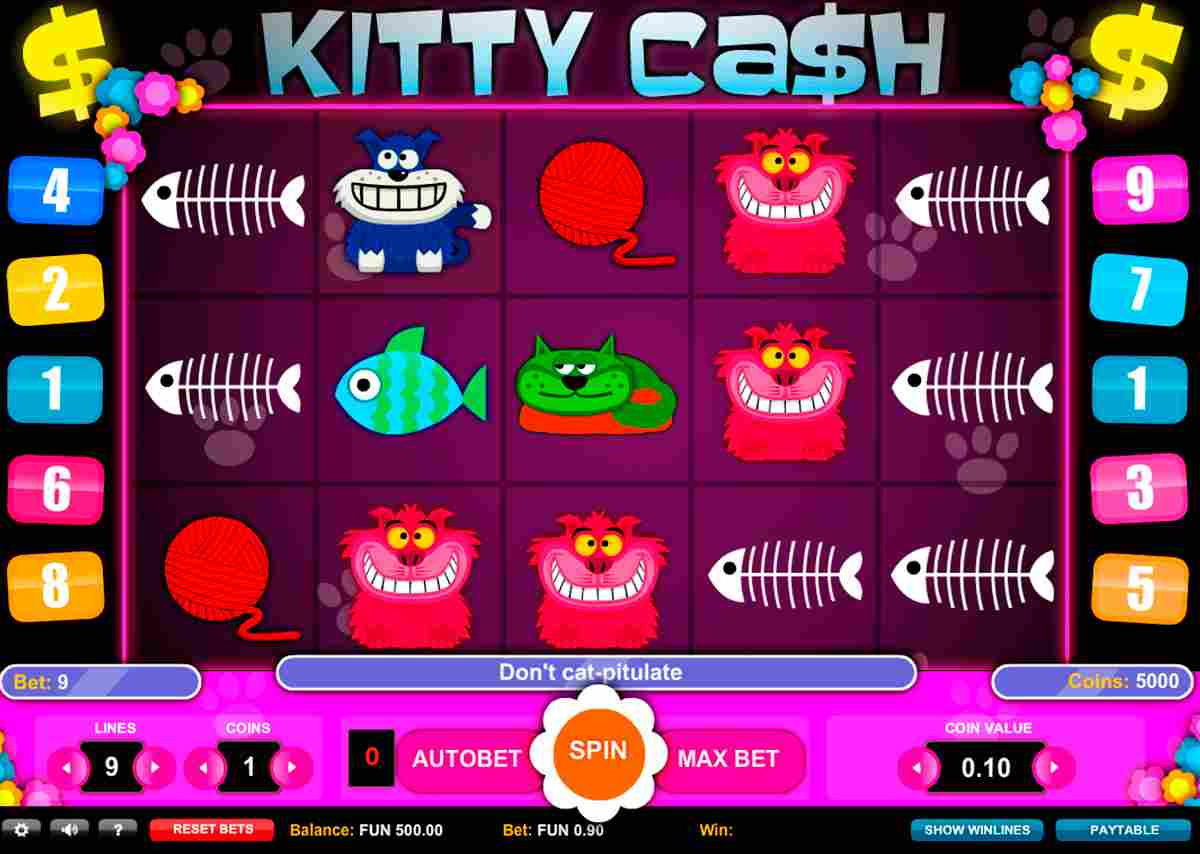 KITTY Ca$H
4
9
2
7
1
1
6
3
8
5
Don't cat-pitulate
Bet: 9
Coins: 5000
LINES
COINS
COIN VALUE
9
1
0
AUTOBET
SPIN
MAX BET
0.10
?
RESET BETS
Balance: FUN 500.00
Bet: FUN 0.90
Win:
SHOW WINLINES
PAYTABLE